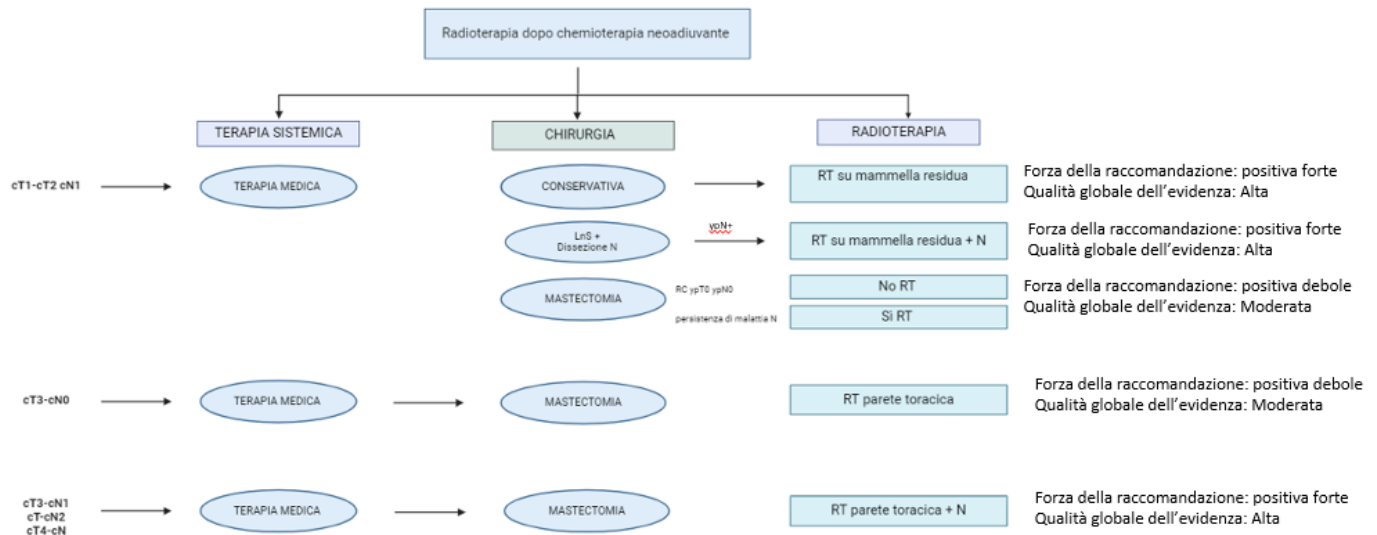 Radioterapia dopo chemioterapia neoadiuvante
TERAPIA SISTEMICA
CHIRURGIA
RADIOTERAPIA
cT1-cT2 cN1
TERAPIA MEDICA
CONSERVATIVA
RT su mammella residua
Forza della raccomandazione: positiva forte
Qualità globale dell'evidenza: Alta
LnS +
Dissezione N
ypN+
RT su mammella residua + N
Forza della raccomandazione: positiva forte
Qualità globale dell'evidenza: Alta
MASTECTOMIA
RC ypT0 ypN0
No RT
persistenza di malattia N
Sì RT
Forza della raccomandazione: positiva debole
Qualità globale dell'evidenza: Moderata
cT3-cN0
TERAPIA MEDICA
MASTECTOMIA
RT parete toracica
Forza della raccomandazione: positiva debole
Qualità globale dell'evidenza: Moderata
cT3-cN1
cT-cN2
cT4-cN
TERAPIA MEDICA
MASTECTOMIA
RT parete toracica + N
Forza della raccomandazione: positiva forte
Qualità globale dell'evidenza: Alta